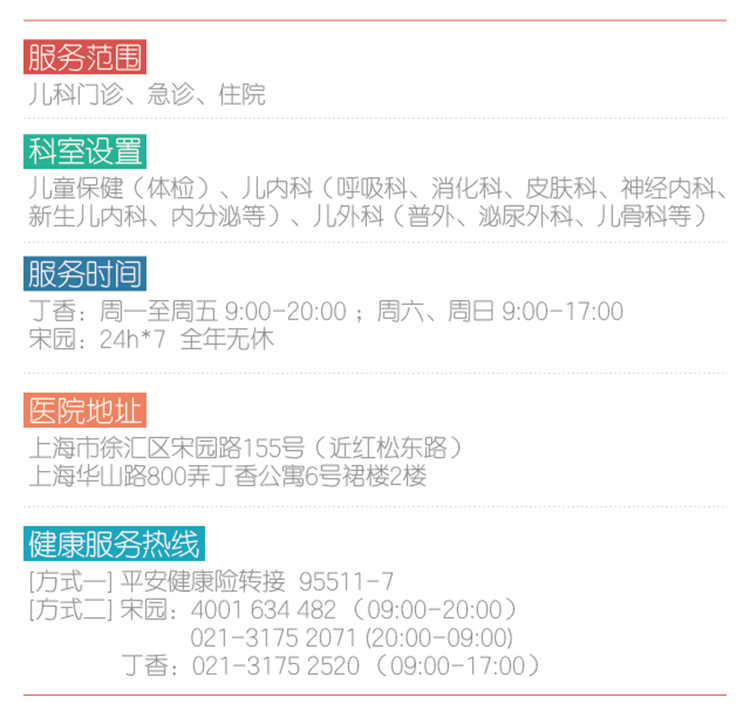 服务范围
儿科门诊、急诊、住院
科室设置
儿童保健（体检）、儿内科（呼吸科、消化科、皮肤科、神经内科、
新生儿内科、内分泌等）、儿外科（普外、泌尿外科、儿骨科等）
服务时间
丁香：周一至周五 9:00-20:00 ；周六、周日 9:00-17:00
宋园：24h*7 全年无休
医院地址
上海市徐汇区宋园路155号（近红松东路）
上海华山路800弄丁香公寓6号裙楼2楼
健康服务热线
[方式一] 平安健康险转接 95511-7
[方式二] 宋园：4001 634 482 （09:00-20:00）
021-3175 2071 (20:00-09:00)
丁香：021-3175 2520 （09:00-17:00）